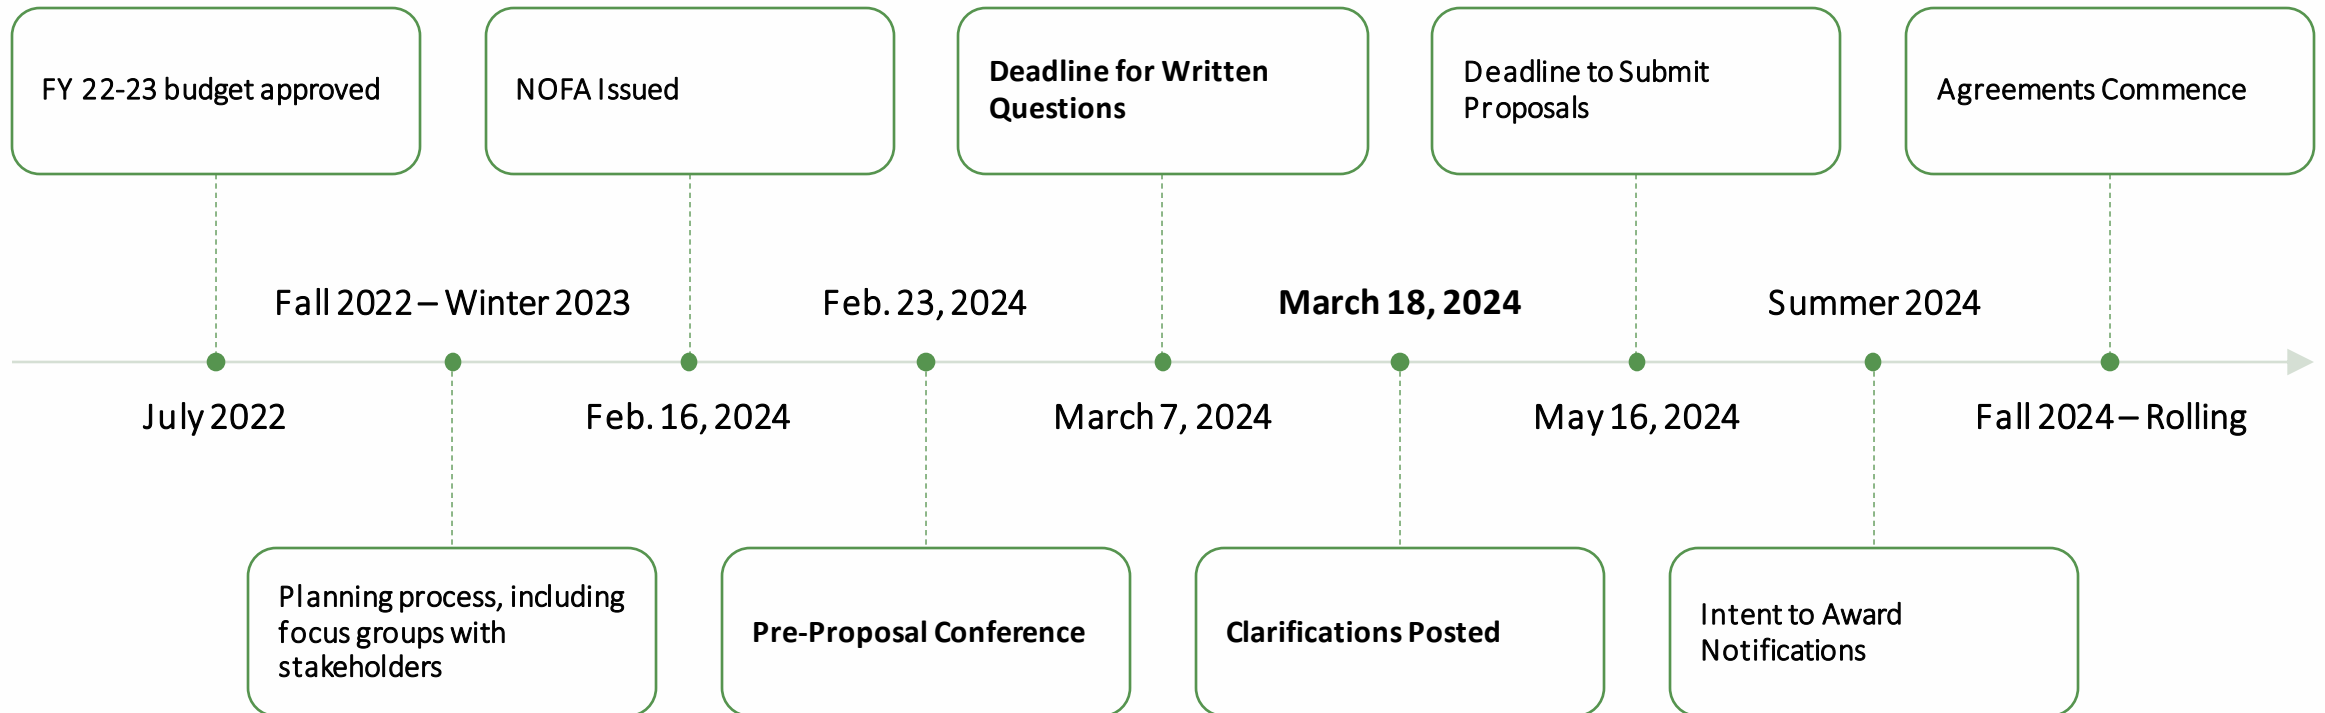 FY 22-23 budget approved
NOFA Issued
Deadline for Written
Questions
Deadline to Submit
Proposals
Agreements Commence
Fall 2022 – Winter 2023
Feb. 23, 2024
March 18, 2024
Summer 2024
July 2022
Feb. 16, 2024
March 7, 2024
May 16, 2024
Fall 2024 – Rolling
Planning process, including
focus groups with
stakeholders
Pre-Proposal Conference
Clarifications Posted
Intent to Award
Notifications